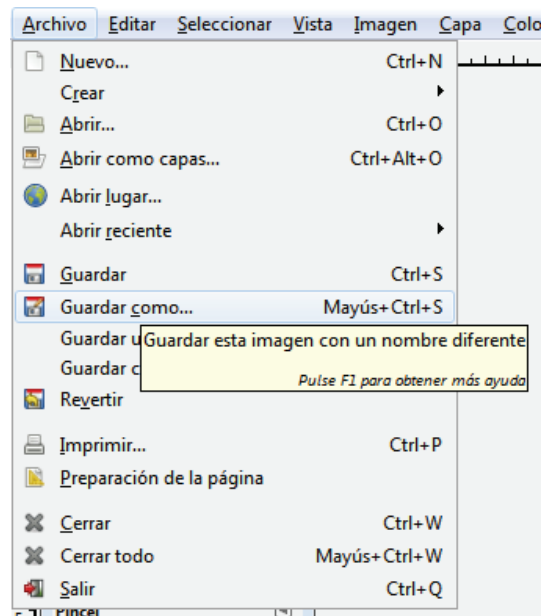 Archivo Editar Seleccionar Vista Imagen Capa Colo
Nuevo... Ctrl+N
Crear
Abrir... Ctrl+O
Abrir como capas... Ctrl+Alt+O
Abrir lugar...
Abrir reciente
Guardar Ctrl+S
Guardar como... Mayús+Ctrl+S
Guardar u
Guardar esta imagen con un nombre diferente
Guardar c
Pulse F1 para obtener más ayuda
Revertir
Imprimir... Ctrl+P
Preparación de la página
Cerrar Ctrl+W
Cerrar todo Mayús+Ctrl+W
Salir Ctrl+Q
Pincel